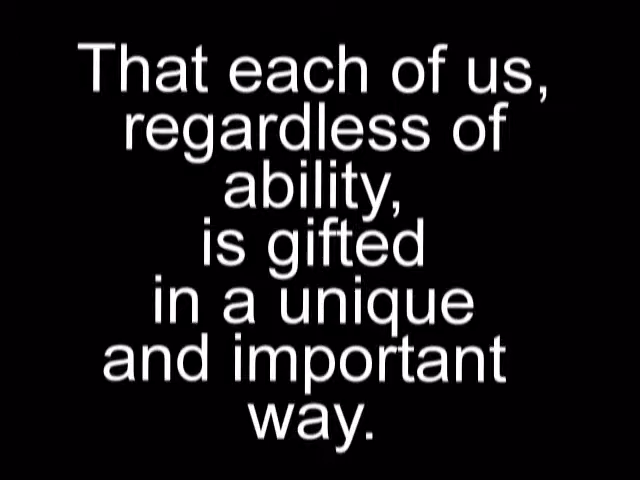 That each of us,
regardless of
ability,
is gifted
in a unique
and important
way.